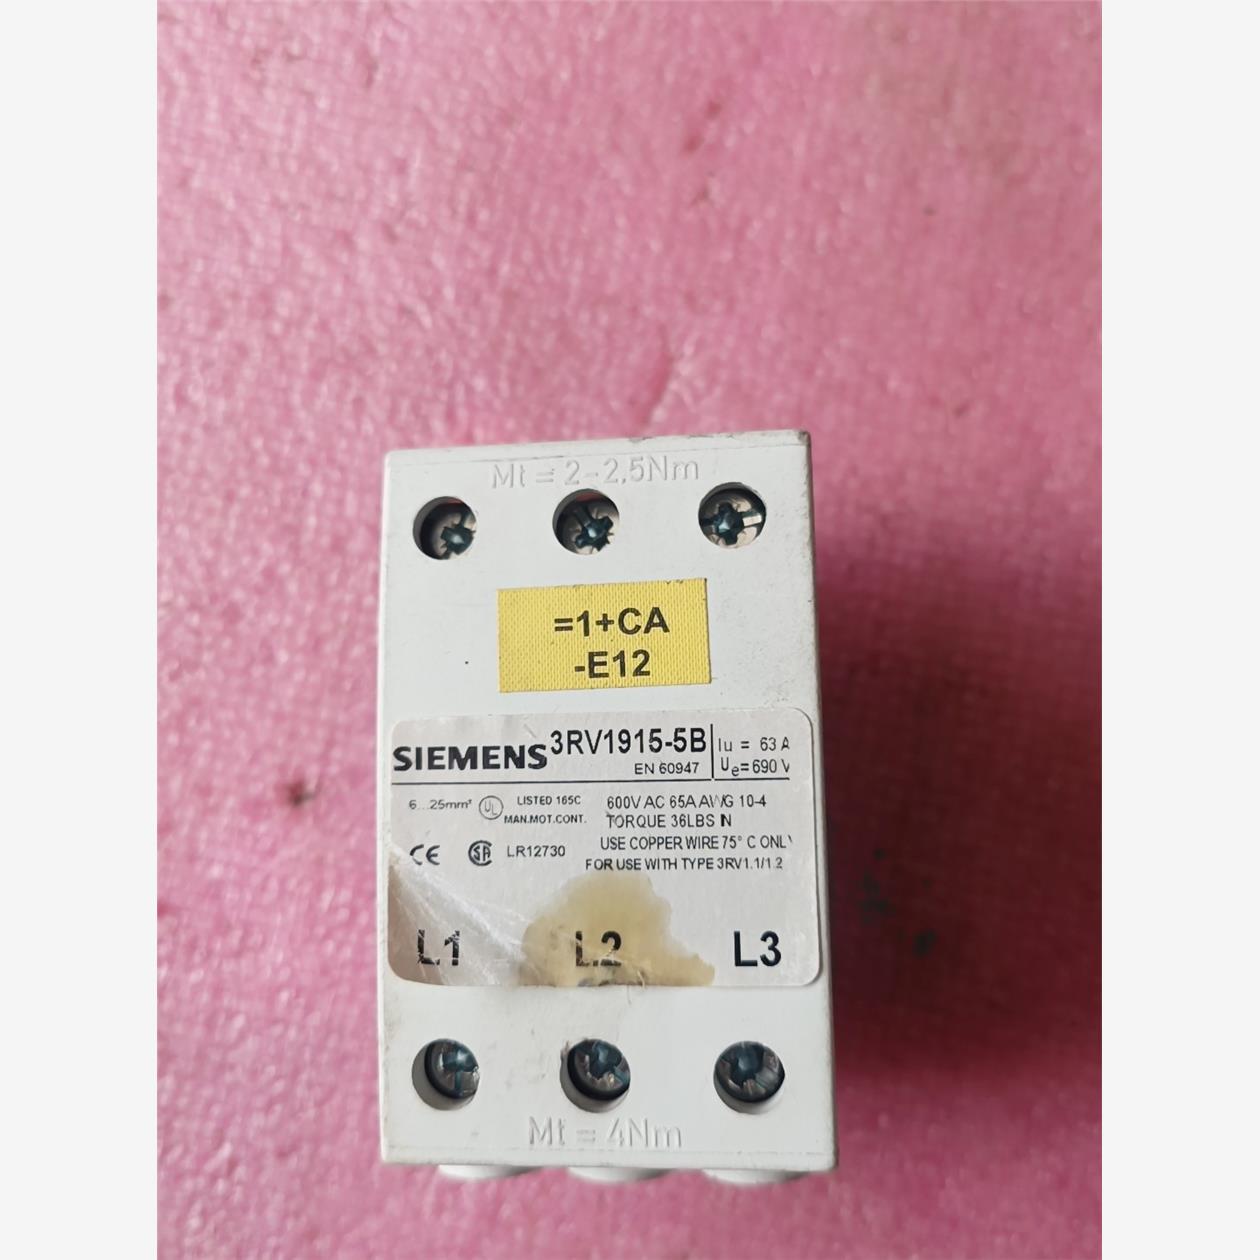 Mt = 2-2,5Nm
=1+CA
-E12
SIEMENS 3RV1915-5B
Iu = 63 A
EN 60947
Ue=690 V
6...25mm² UL LISTED 165C
MAN.MOT.CONT.
600V AC 65A AWG 10-4
TORQUE 36LBS IN
CE SA LR12730
USE COPPER WIRE 75° C ONLY
FOR USE WITH TYPE 3RV1.1/1.2
L1 L2 L3
Mt = 4Nm